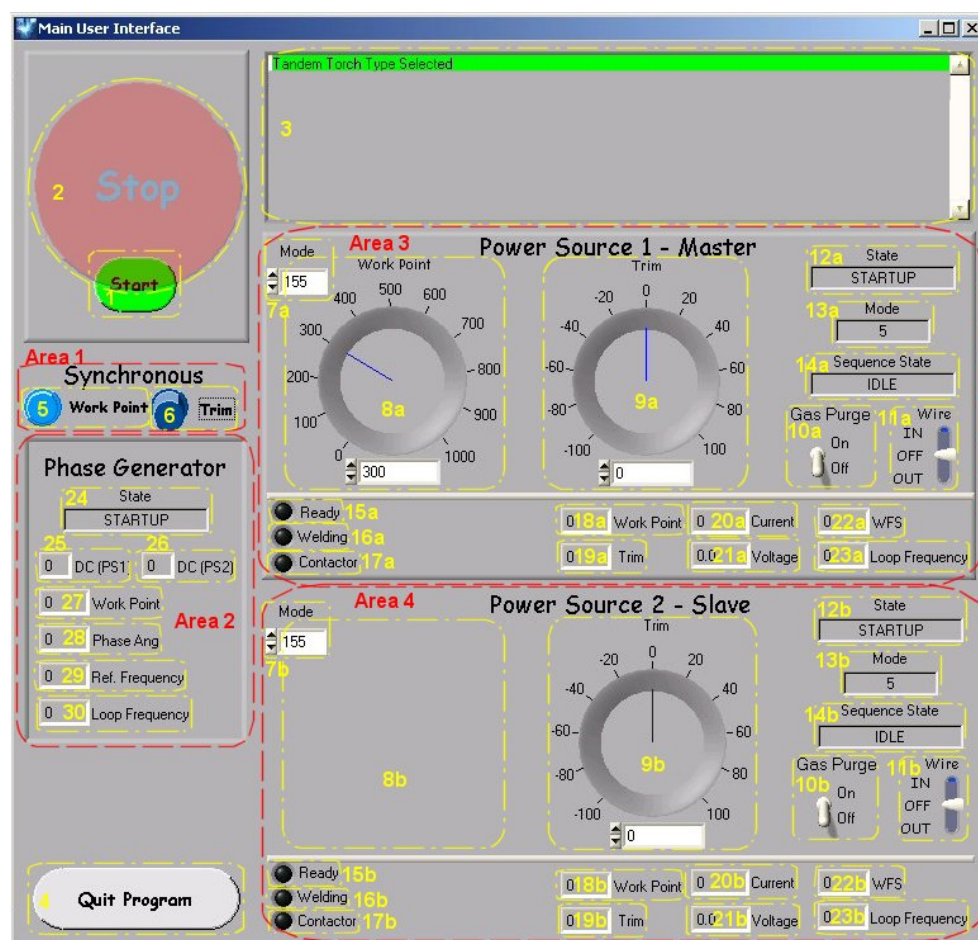 Main User Interface
Tandem Torch Type Selected
3
2
Stop
Start
1
Area 1
Synchronous
5 Work Point 6 Trim
Area 2
Phase Generator
24 State
STARTUP
25 26
0 DC (PS1) 0 DC (PS2)
0 27 Work Point
0 28 Phase Ang
0 29 Ref. Frequency
0 30 Loop Frequency
4 Quit Program
Area 3
Power Source 1 - Master
Mode
155
7a
Work Point
0 100 200 300 400 500 600 700 800 900 1000
8a
300
Trim
-100 -80 -60 -40 -20 0 20 40 60 80 100
9a
0
12a State
STARTUP
13a Mode
5
14a Sequence State
IDLE
Gas Purge
10a On
Off
11a Wire
IN
OFF
OUT
Ready 15a
Welding 16a
Contactor 17a
0 18a Work Point
0 20a Current
0 22a WFS
0 19a Trim
0.0 21a Voltage
0 23a Loop Frequency
Area 4
Power Source 2 - Slave
Mode
155
7b
8b
Trim
-100 -80 -60 -40 -20 0 20 40 60 80 100
9b
0
12b State
STARTUP
13b Mode
5
14b Sequence State
IDLE
Gas Purge
10b On
Off
11b Wire
IN
OFF
OUT
Ready 15b
Welding 16b
Contactor 17b
0 18b Work Point
0 20b Current
0 22b WFS
0 19b Trim
0.0 21b Voltage
0 23b Loop Frequency